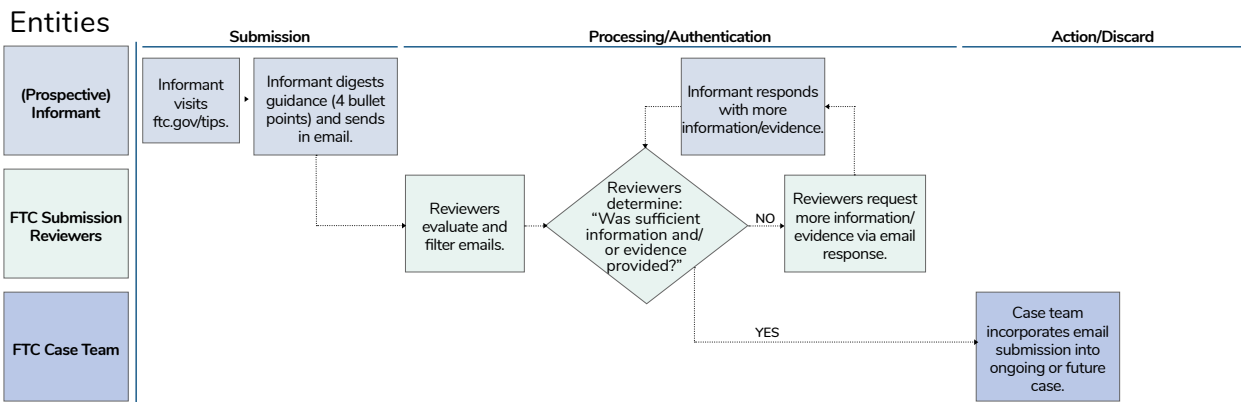 Entities
Submission
Processing/Authentication
Action/Discard
(Prospective)
Informant
Informant
visits
ftc.gov/tips.
Informant digests
guidance (4 bullet
points) and sends
in email.
Informant responds
with more
information/evidence.
FTC Submission
Reviewers
Reviewers
evaluate and
filter emails.
Reviewers
determine:
“Was sufficient
information and/
or evidence
provided?”
NO
Reviewers request
more information/
evidence via email
response.
YES
FTC Case Team
Case team
incorporates email
submission into
ongoing or future
case.